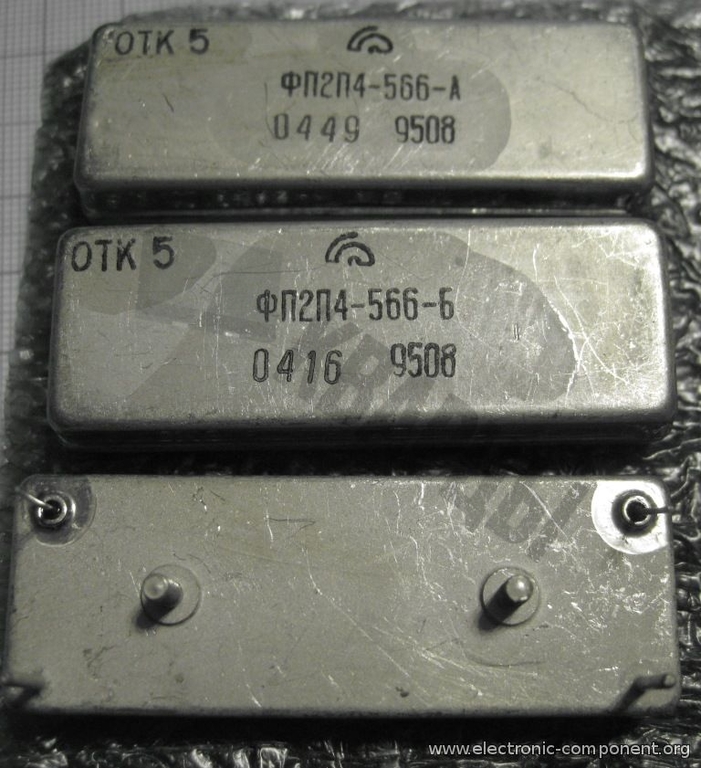 ОТК 5
ФП2П4-566-А
0449 9508
ОТК 5
ФП2П4-566-Б
0416 9508
www.electronic-component.org